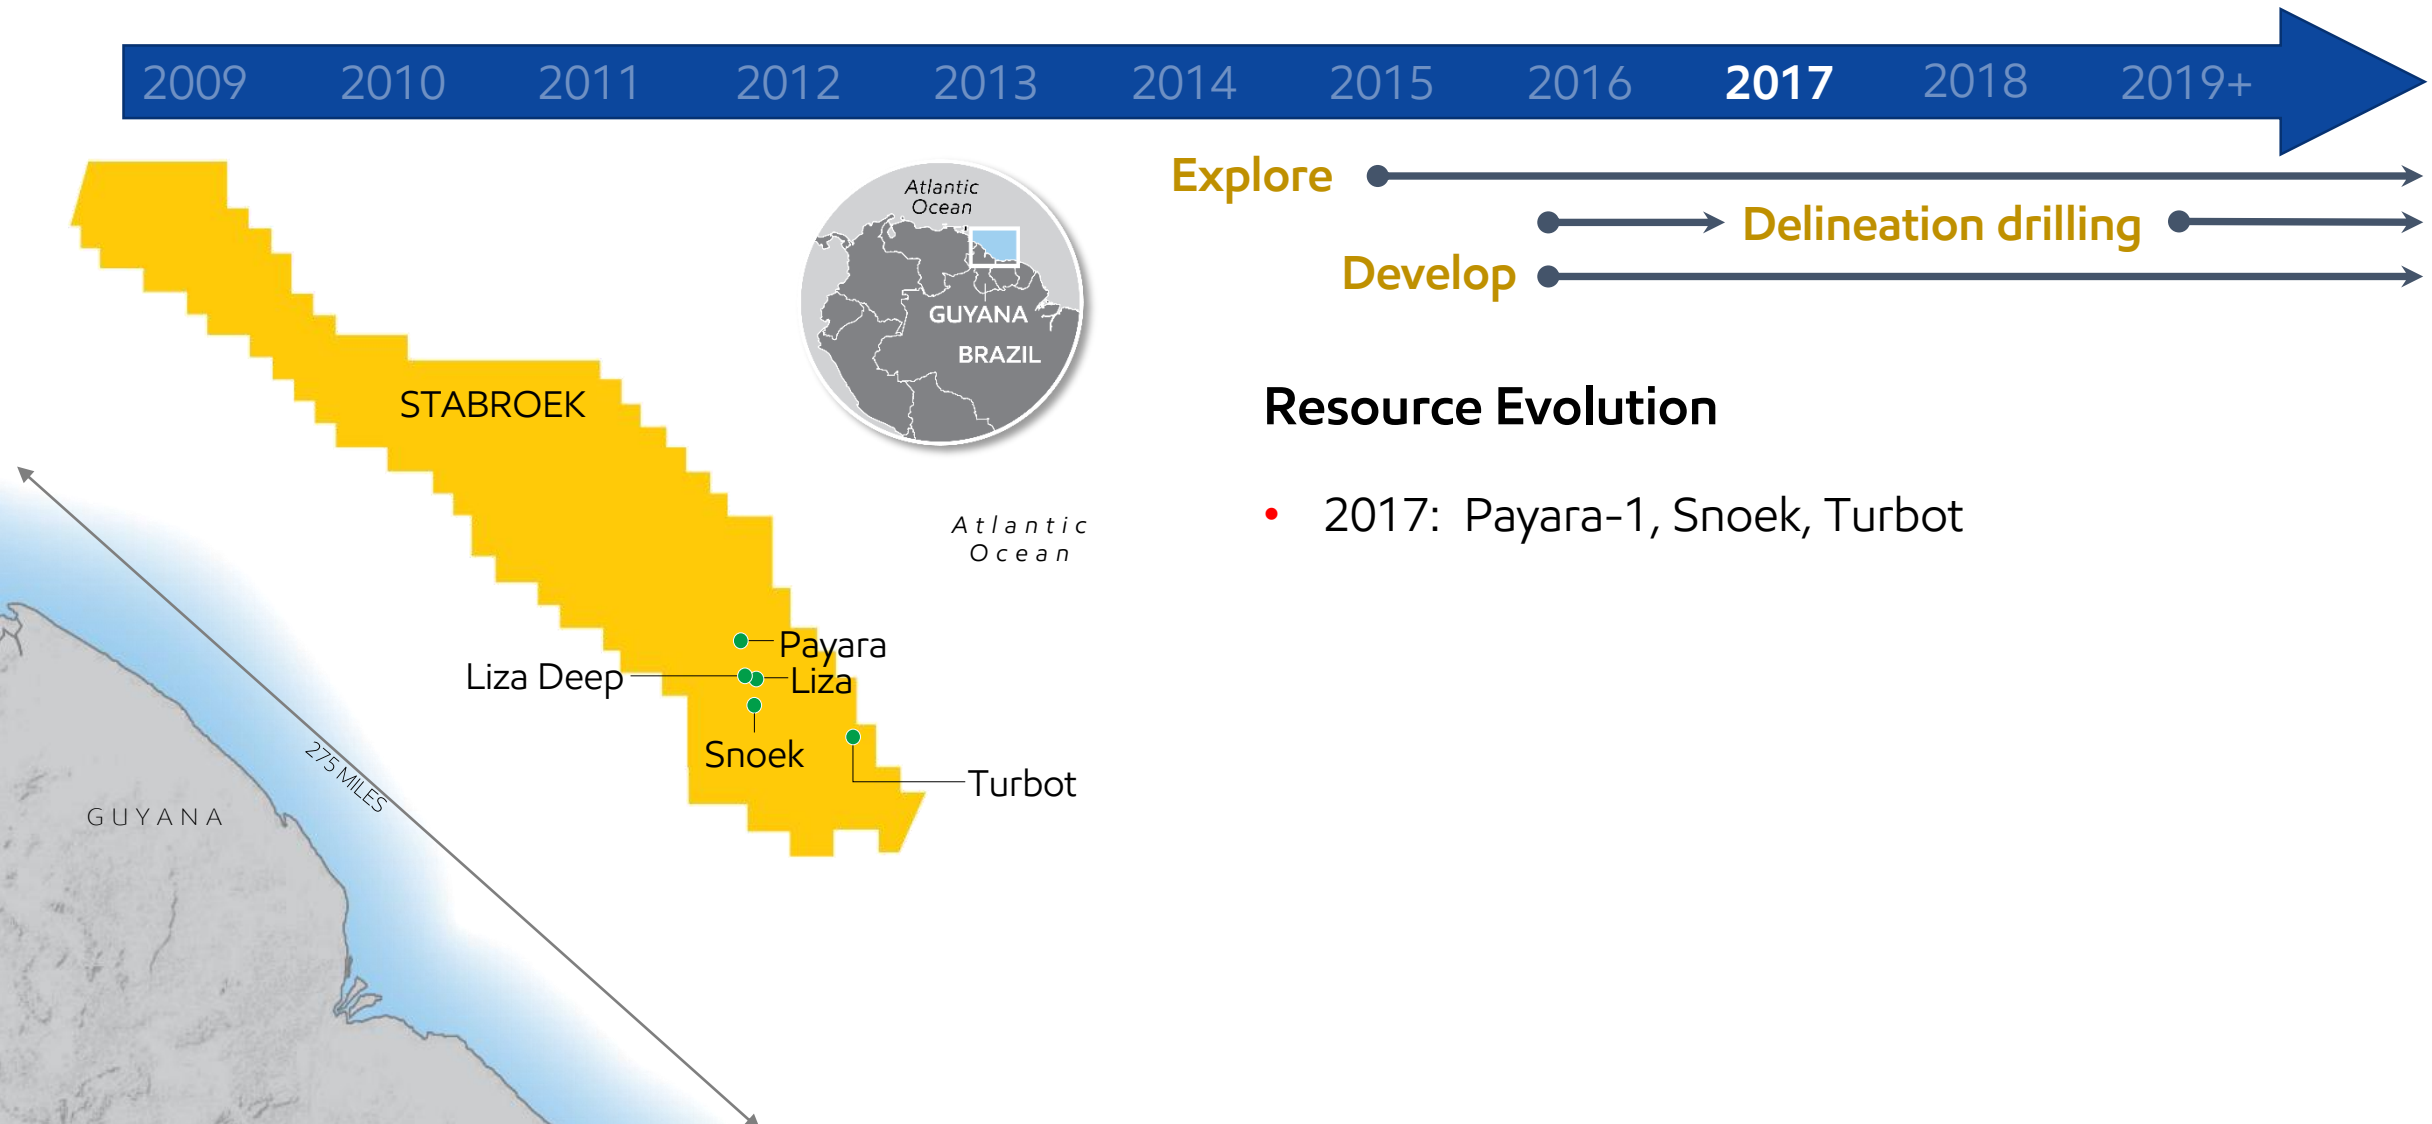 2009 2010 2011 2012 2013 2014 2015 2016 2017 2018 2019+
Explore
Delineation drilling
Develop
Atlantic
Ocean
GUYANA
BRAZIL
STABROEK
Resource Evolution
• 2017: Payara-1, Snoek, Turbot
Atlantic
Ocean
Payara
Liza Deep
Liza
Snoek
Turbot
275 MILES
GUYANA